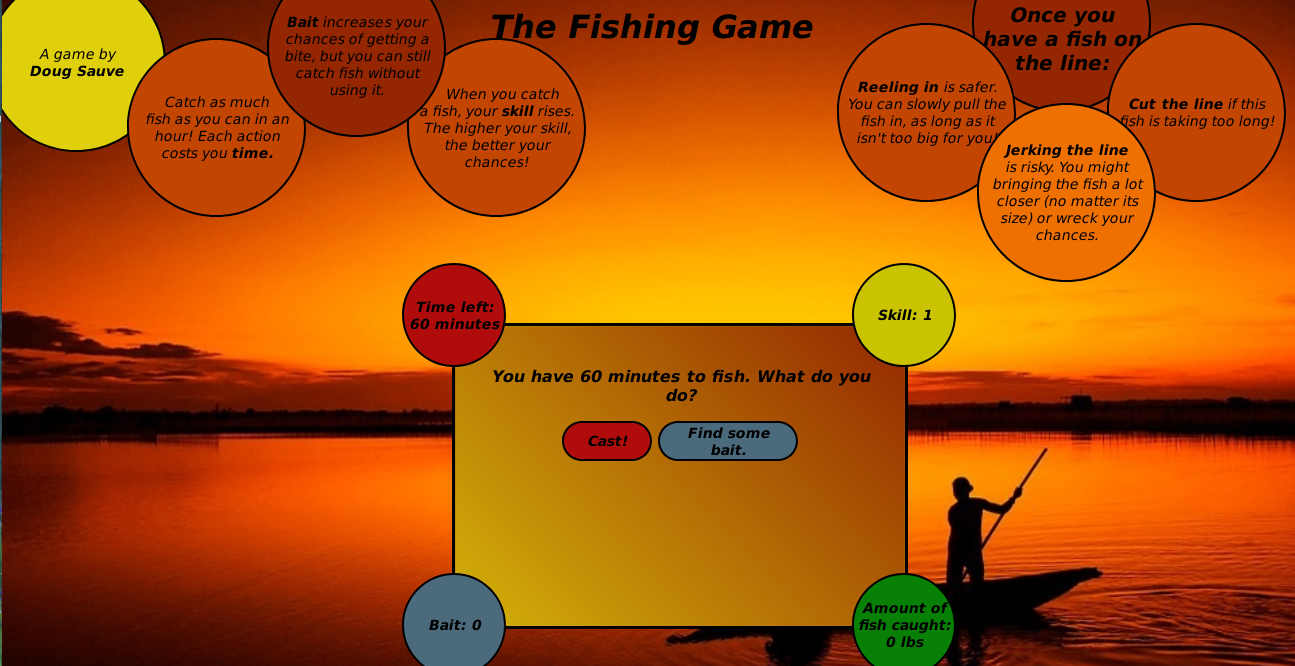 The Fishing Game
A game by
Doug Sauve
Catch as much
fish as you can in an
hour! Each action
costs you time.
Bait increases your
chances of getting a
bite, but you can still
catch fish without
using it.
When you catch
a fish, your skill rises.
The higher your skill,
the better your
chances!
Once you
have a fish on
the line:
Reeling in is safer.
You can slowly pull the
fish in, as long as it
isn't too big for you!
Jerking the line
is risky. You might
bringing the fish a lot
closer (no matter its
size) or wreck your
chances.
Cut the line if this
fish is taking too long!
Time left:
60 minutes
Skill: 1
You have 60 minutes to fish. What do you
do?
Cast!
Find some
bait.
Bait: 0
Amount of
fish caught:
0 lbs